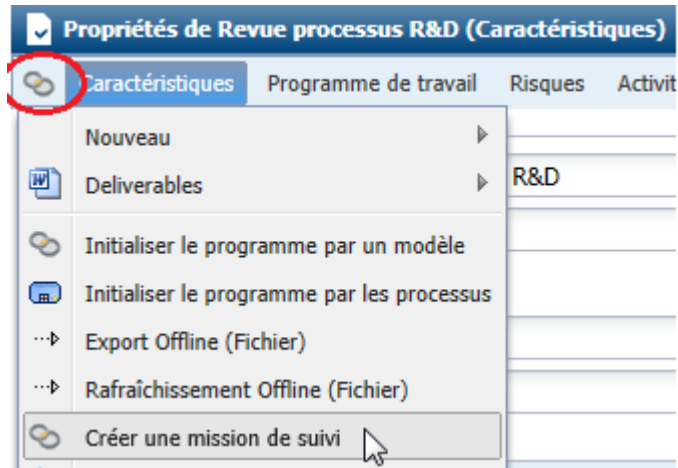 Propriétés de Revue processus R&D (Caractéristiques)
Caractéristiques Programme de travail Risques
Nouveau
Deliverables
R&D
Initialiser le programme par un modèle
Initialiser le programme par les processus
Export Offline (Fichier)
Rafraîchissement Offline (Fichier)
Créer une mission de suivi